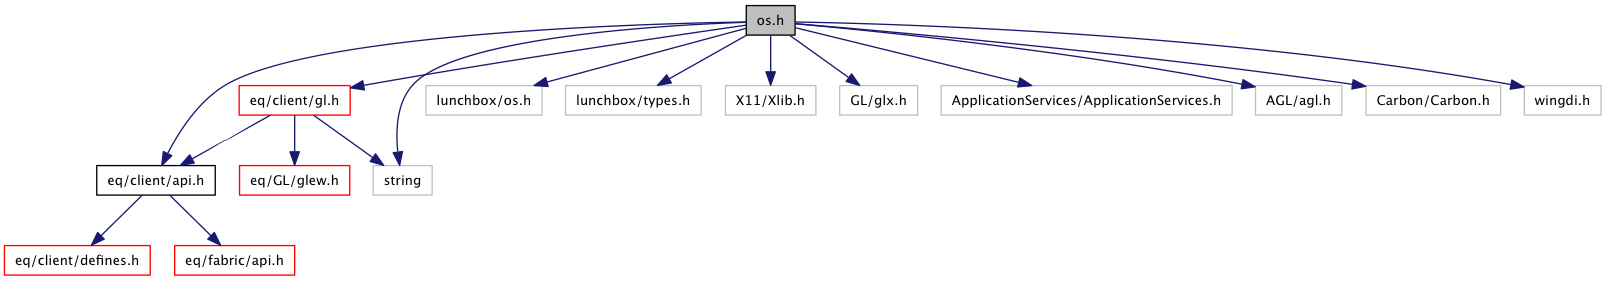 os.h
eq/client/gl.h
lunchbox/os.h
lunchbox/types.h
X11/Xlib.h
GL/glx.h
ApplicationServices/ApplicationServices.h
AGL/agl.h
Carbon/Carbon.h
wingdi.h
eq/client/api.h
eq/GL/glew.h
string
eq/client/defines.h
eq/fabric/api.h